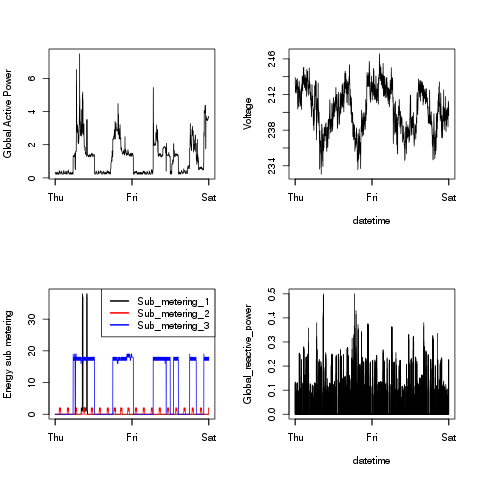 Global Active Power
6
4
2
0
Thu Fri Sat
Voltage
246
242
238
234
Thu Fri Sat
datetime
Energy sub metering
30
20
10
0
Sub_metering_1
Sub_metering_2
Sub_metering_3
Thu Fri Sat
Global_reactive_power
0.5
0.4
0.3
0.2
0.1
0.0
Thu Fri Sat
datetime